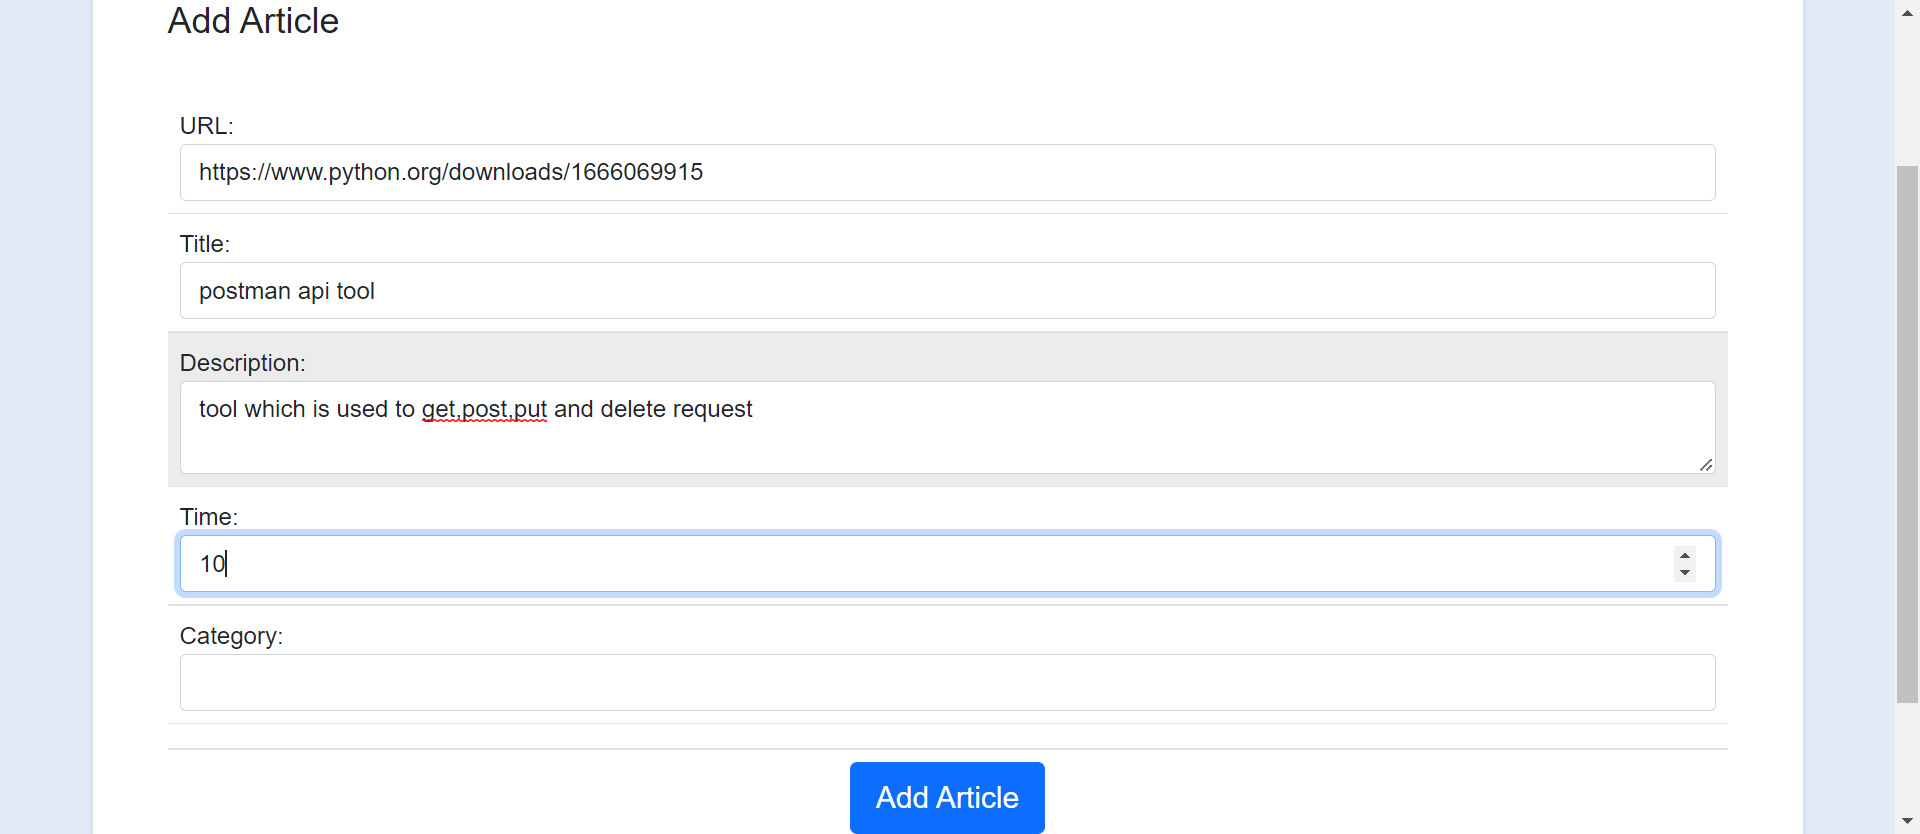 Add Article
URL:
https://www.python.org/downloads/1666069915
Title:
postman api tool
Description:
tool which is used to get,post,put and delete request
Time:
10
Category:
Add Article